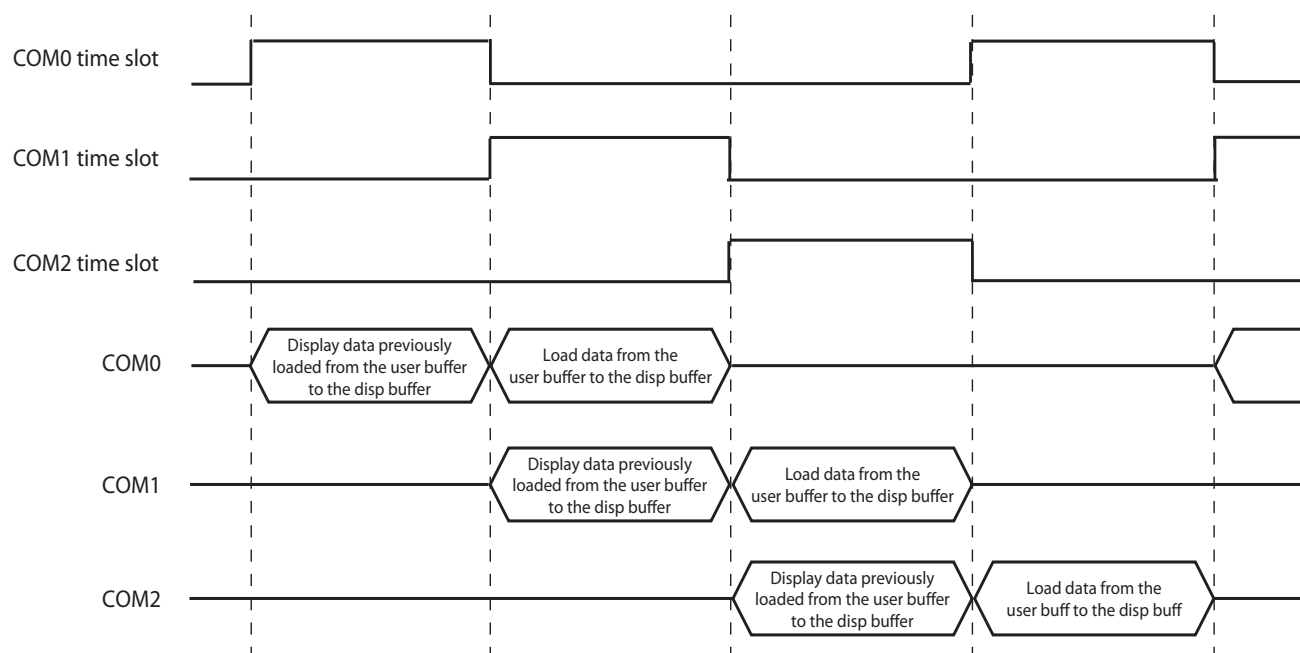 COM0 time slot
COM1 time slot
COM2 time slot
COM0
Display data previously
loaded from the user buffer
to the disp buffer
Load data from the
user buffer to the disp buffer
COM1
Display data previously
loaded from the user buffer
to the disp buffer
Load data from the
user buffer to the disp buffer
COM2
Display data previously
loaded from the user buffer
to the disp buffer
Load data from the
user buff to the disp buff